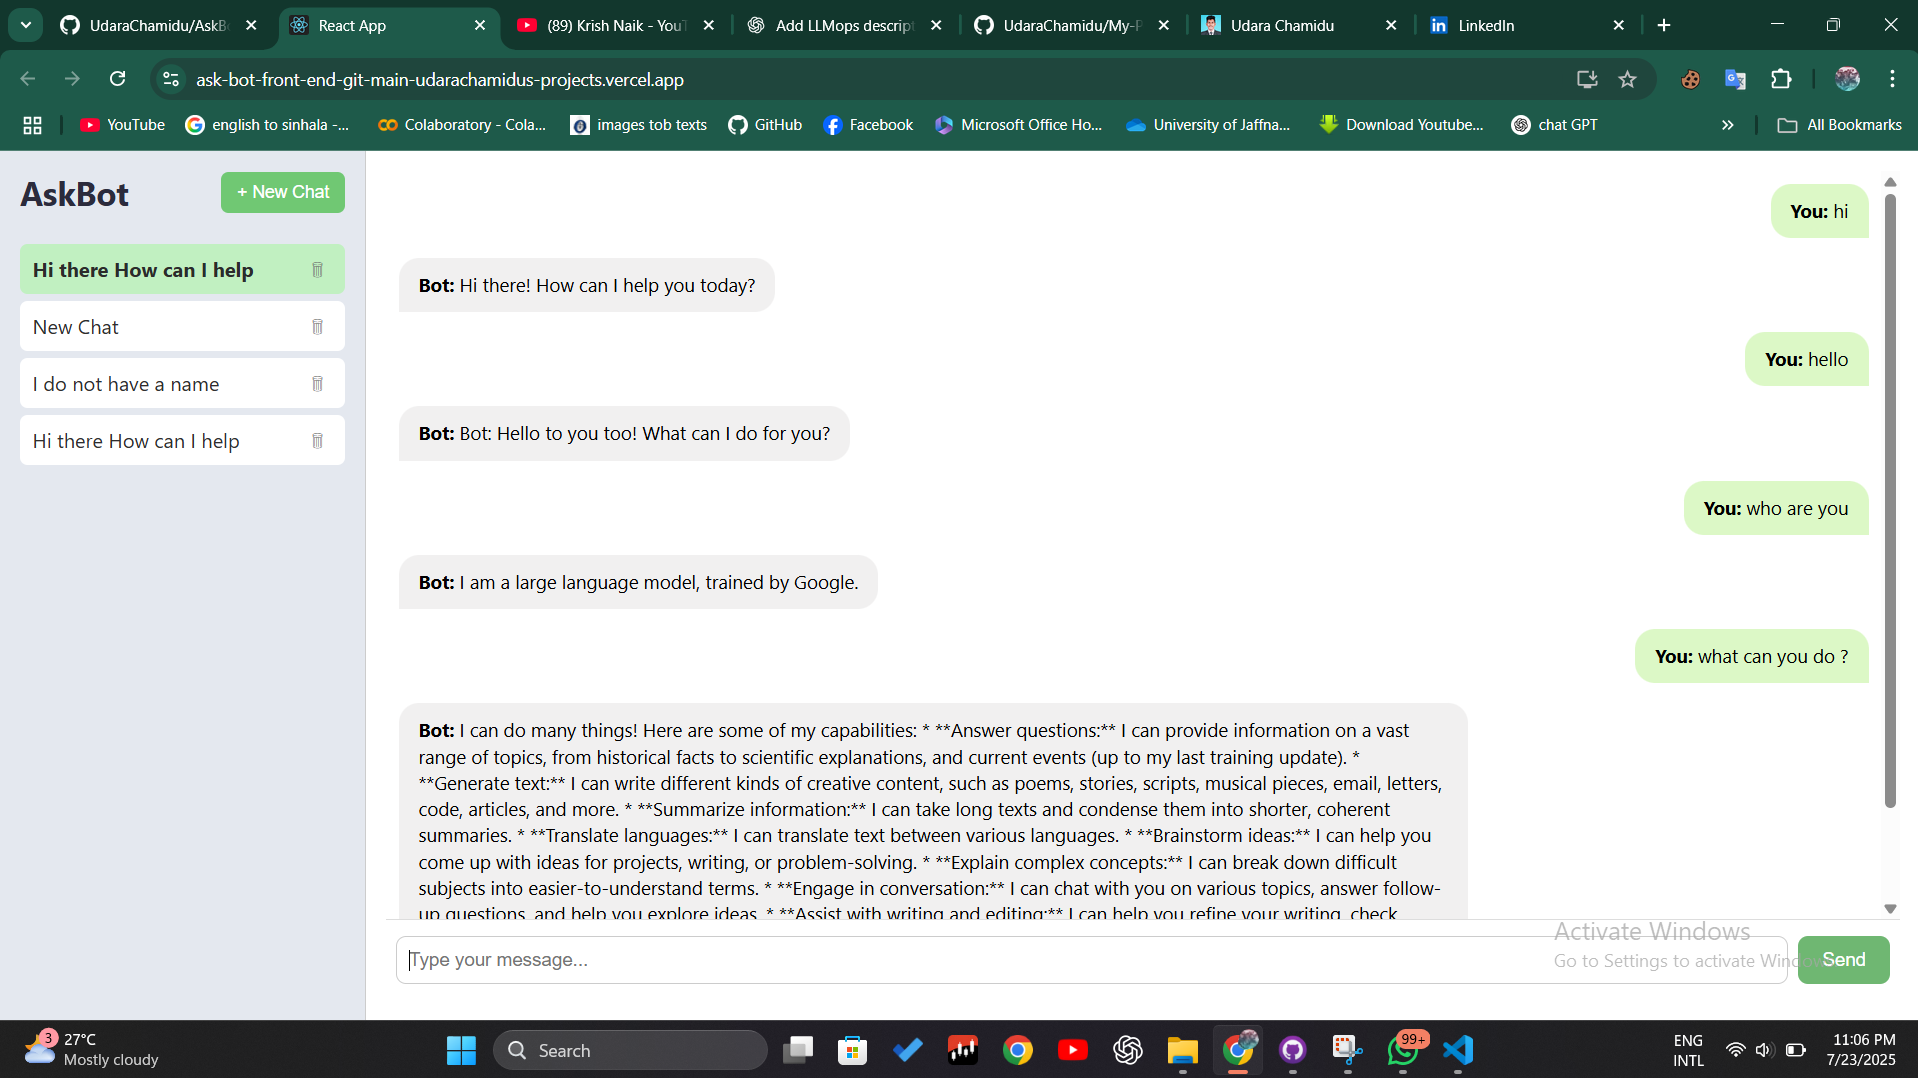 UdaraChamidu/AskB
React App
(89) Krish Naik - YouT
Add LLMops descript
UdaraChamidu/My-P
Udara Chamidu
LinkedIn
ask-bot-front-end-git-main-udarachamidus-projects.vercel.app
YouTube
english to sinhala -...
Colaboratory - Cola...
images tob texts
GitHub
Facebook
Microsoft Office Ho...
University of Jaffna...
Download Youtube...
chat GPT
All Bookmarks
AskBot
+ New Chat
Hi there How can I help
New Chat
I do not have a name
Hi there How can I help
You: hi
Bot: Hi there! How can I help you today?
You: hello
Bot: Bot: Hello to you too! What can I do for you?
You: who are you
Bot: I am a large language model, trained by Google.
You: what can you do ?
Bot: I can do many things! Here are some of my capabilities: * **Answer questions:** I can provide information on a vast
range of topics, from historical facts to scientific explanations, and current events (up to my last training update). *
**Generate text:** I can write different kinds of creative content, such as poems, stories, scripts, musical pieces, email, letters,
code, articles, and more. * **Summarize information:** I can take long texts and condense them into shorter, coherent
summaries. * **Translate languages:** I can translate text between various languages. * **Brainstorm ideas:** I can help you
come up with ideas for projects, writing, or problem-solving. * **Explain complex concepts:** I can break down difficult
subjects into easier-to-understand terms. * **Engage in conversation:** I can chat with you on various topics, answer follow-
up questions, and help you explore ideas. * **Assist with writing and editing:** I can help you refine your writing, check
Type your message...
Send
Activate Windows
Go to Settings to activate Windows.
3
27°C
Mostly cloudy
Search
99+
ENG
INTL
11:06 PM
7/23/2025